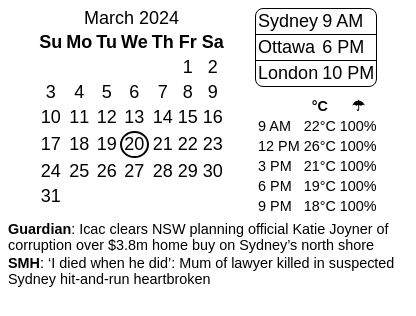 March 2024
Su Mo Tu We Th Fr Sa
1 2
3 4 5 6 7 8 9
10 11 12 13 14 15 16
17 18 19 20 21 22 23
24 25 26 27 28 29 30
31
Sydney 9 AM
Ottawa 6 PM
London 10 PM
°C ☂
9 AM 22°C 100%
12 PM 26°C 100%
3 PM 21°C 100%
6 PM 19°C 100%
9 PM 18°C 100%
Guardian: Icac clears NSW planning official Katie Joyner of
corruption over $3.8m home buy on Sydney’s north shore
SMH: ‘I died when he did’: Mum of lawyer killed in suspected
Sydney hit-and-run heartbroken